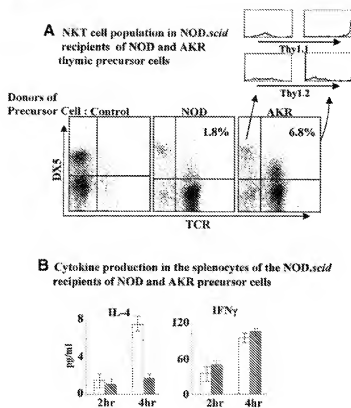 A NKT cell population in NOD.scid
recipients of NOD and AKR
thymic precursor cells
Thy1.1
Thy1.2
Donors of
Precursor Cell : Control NOD AKR
1.8% 6.8%
DX5
TCR
B Cytokine production in the splenocytes of the NOD.scid
recipients of NOD and AKR precursor cells
IL-4 IFNγ
pg/ml
8
4
0
120
60
0
2hr 4hr 2hr 4hr